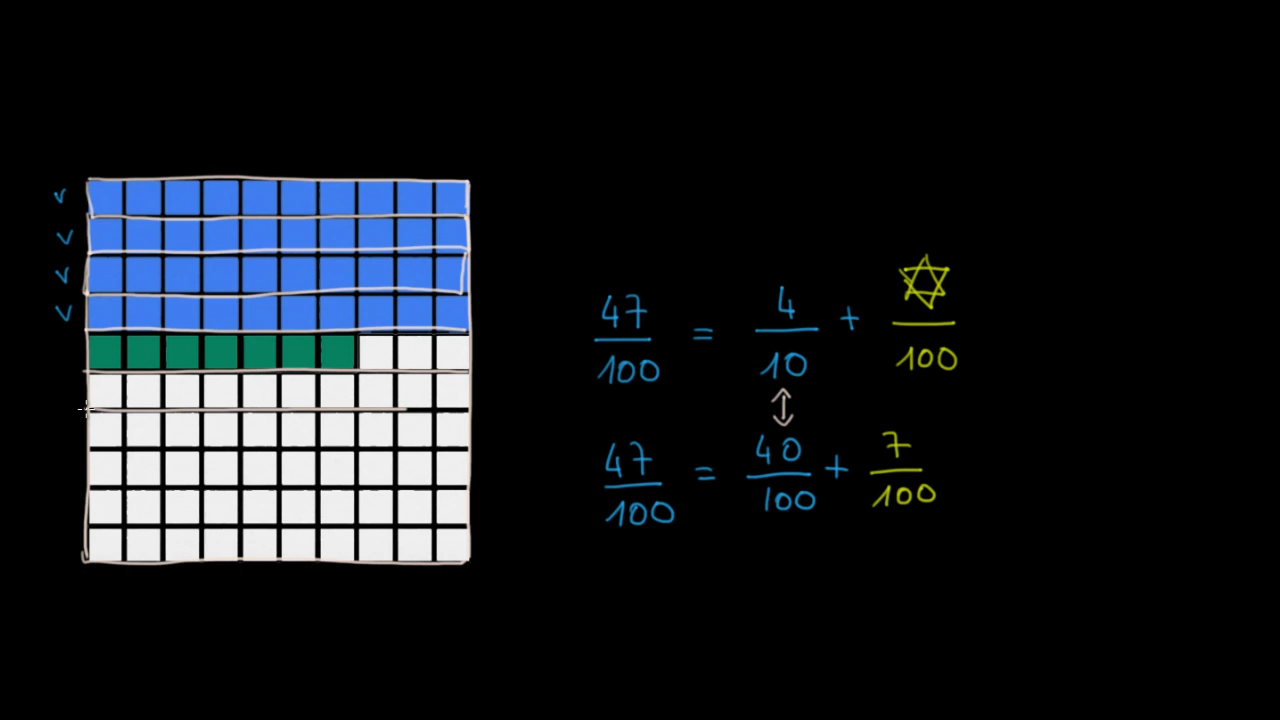 47/100 = 4/10 + ✡/100
47/100 = 40/100 + 7/100